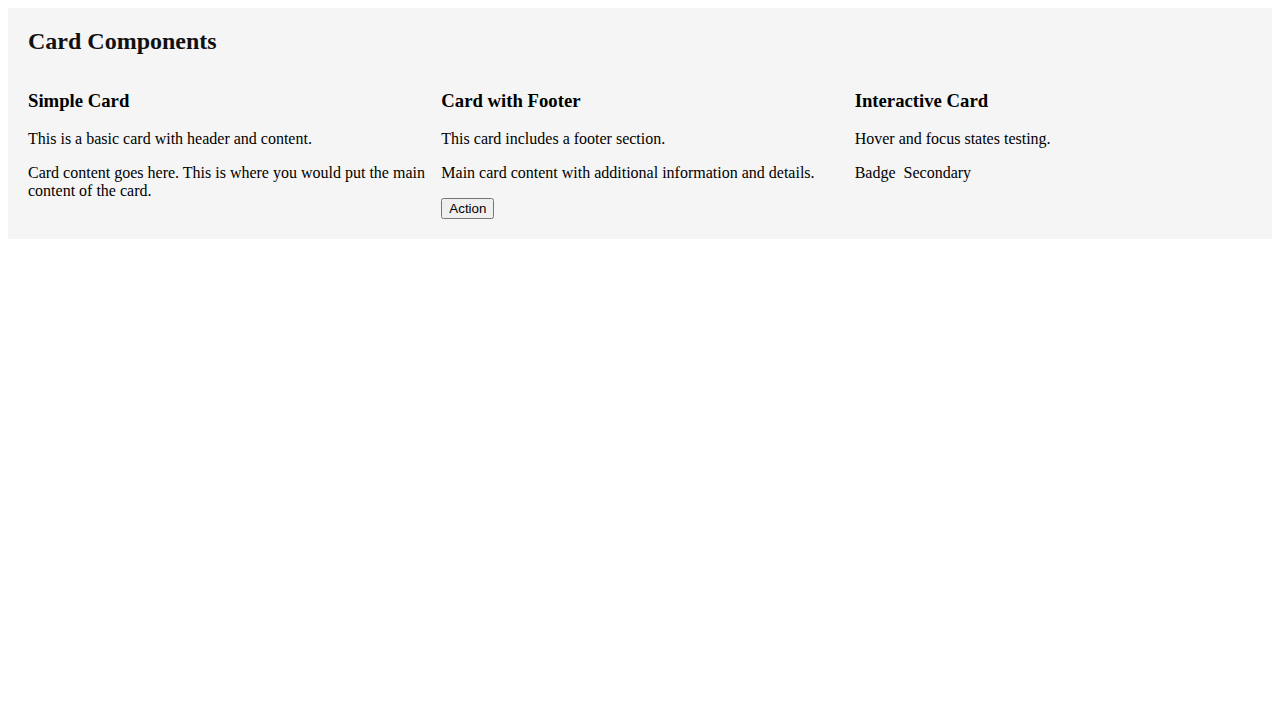 Card Components
Simple Card
This is a basic card with header and content.
Card content goes here. This is where you would put the main
content of the card.
Card with Footer
This card includes a footer section.
Main card content with additional information and details.
Action
Interactive Card
Hover and focus states testing.
Badge Secondary